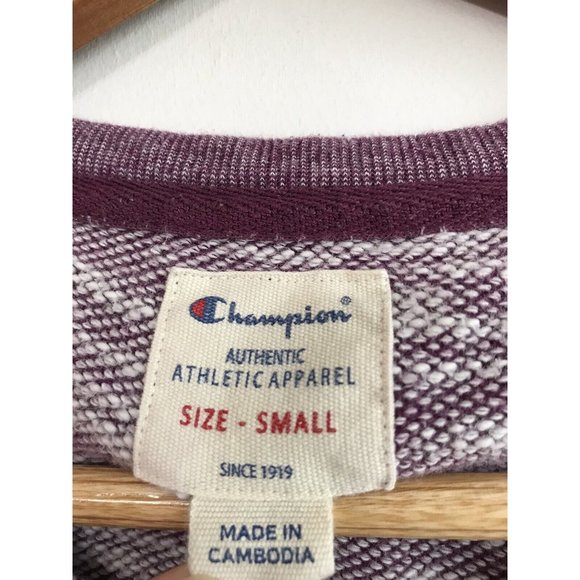 Champion®
AUTHENTIC
ATHLETIC APPAREL
SIZE - SMALL
SINCE 1919
MADE IN
CAMBODIA